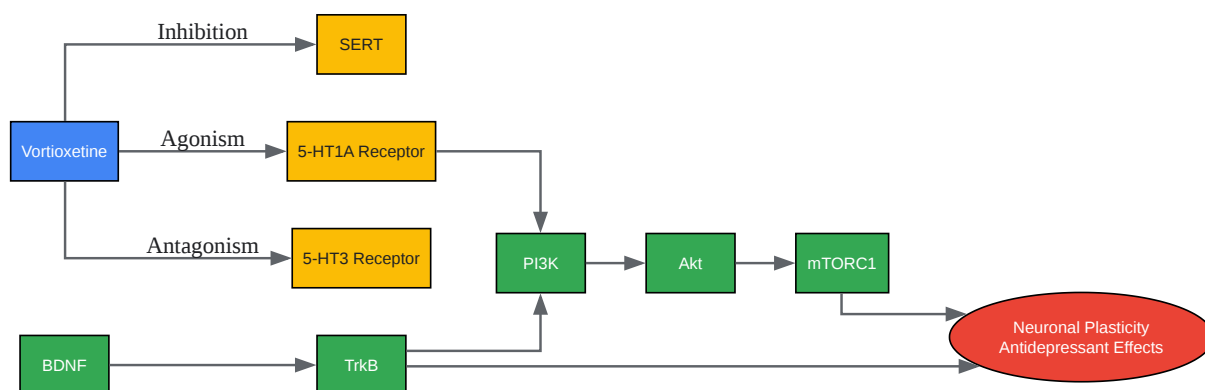 Inhibition
SERT
Vortioxetine
Agonism
5-HT1A Receptor
Antagonism
5-HT3 Receptor
PI3K
Akt
mTORC1
BDNF
TrkB
Neuronal Plasticity
Antidepressant Effects